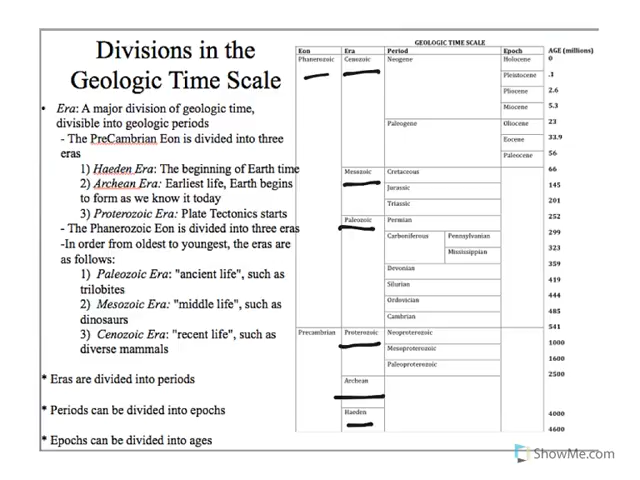 Divisions in the
Geologic Time Scale
• Era: A major division of geologic time,
divisible into geologic periods
- The PreCambrian Eon is divided into three
eras
1) Haeden Era: The beginning of Earth time
2) Archean Era: Earliest life, Earth begins
to form as we know it today
3) Proterozoic Era: Plate Tectonics starts
- The Phanerozoic Eon is divided into three eras
-In order from oldest to youngest, the eras are
as follows:
1) Paleozoic Era: "ancient life", such as
trilobites
2) Mesozoic Era: "middle life", such as
dinosaurs
3) Cenozoic Era: "recent life", such as
diverse mammals
* Eras are divided into periods
* Periods can be divided into epochs
* Epochs can be divided into ages
GEOLOGIC TIME SCALE
Eon Era Period Epoch AGE (millions)
Phanerozoic Cenozoic Neogene Holocene 0
Pleistocene .1
Pliocene 2.6
Miocene 5.3
Paleogene Oliocene 23
Eocene 33.9
Paleocene 56
Mesozoic Cretaceous 66
Jurassic 145
Triassic 201
Paleozoic Permian 252
Carboniferous Pennsylvanian 299
Mississippian 323
Devonian 359
Silurian 419
Ordovician 444
Cambrian 485
Precambrian Proterozoic Neoproterozoic 541
Mesoproterozoic 1000
Paleoproterozoic 1600
Archean 2500
Haeden 4000
4600
ShowMe.com